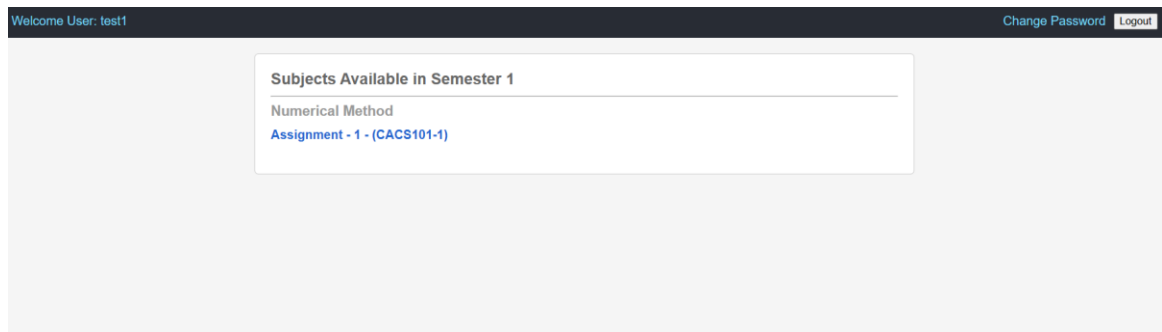 Welcome User: test1
Change Password Logout
Subjects Available in Semester 1
Numerical Method
Assignment - 1 - (CACS101-1)